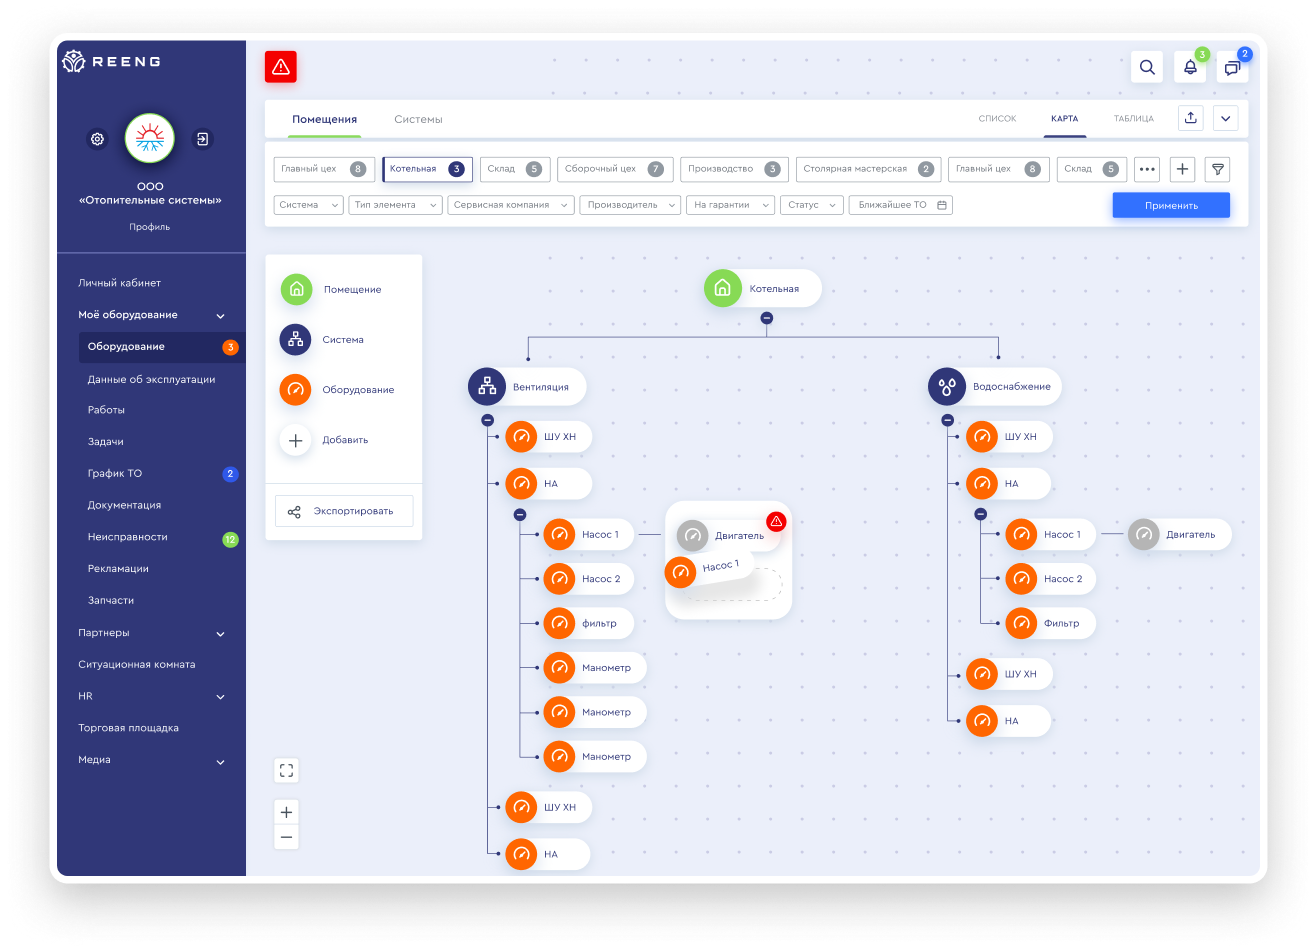 REENG
ООО
«Отопительные системы»
Профиль
Личный кабинет
Моё оборудование
Оборудование 3
Данные об эксплуатации
Работы
Задачи
График ТО 2
Документация
Неисправности 12
Рекламации
Запчасти
Партнеры
Ситуационная комната
HR
Торговая площадка
Медиа
3 2
Помещения Системы СПИСОК КАРТА ТАБЛИЦА
Главный цех 8 Котельная 3 Склад 5 Сборочный цех 7 Производство 3 Столярная мастерская 2 Главный цех 8 Склад 5
Система Тип элемента Сервисная компания Производитель На гарантии Статус Ближайшее ТО Применить
Помещение
Система
Оборудование
Добавить
Экспортировать
Котельная
Вентиляция
ШУ ХН
НА
Насос 1 Двигатель
Насос 1
Насос 2
фильтр
Манометр
Манометр
Манометр
ШУ ХН
НА
Водоснабжение
ШУ ХН
НА
Насос 1 Двигатель
Насос 2
Фильтр
ШУ ХН
НА